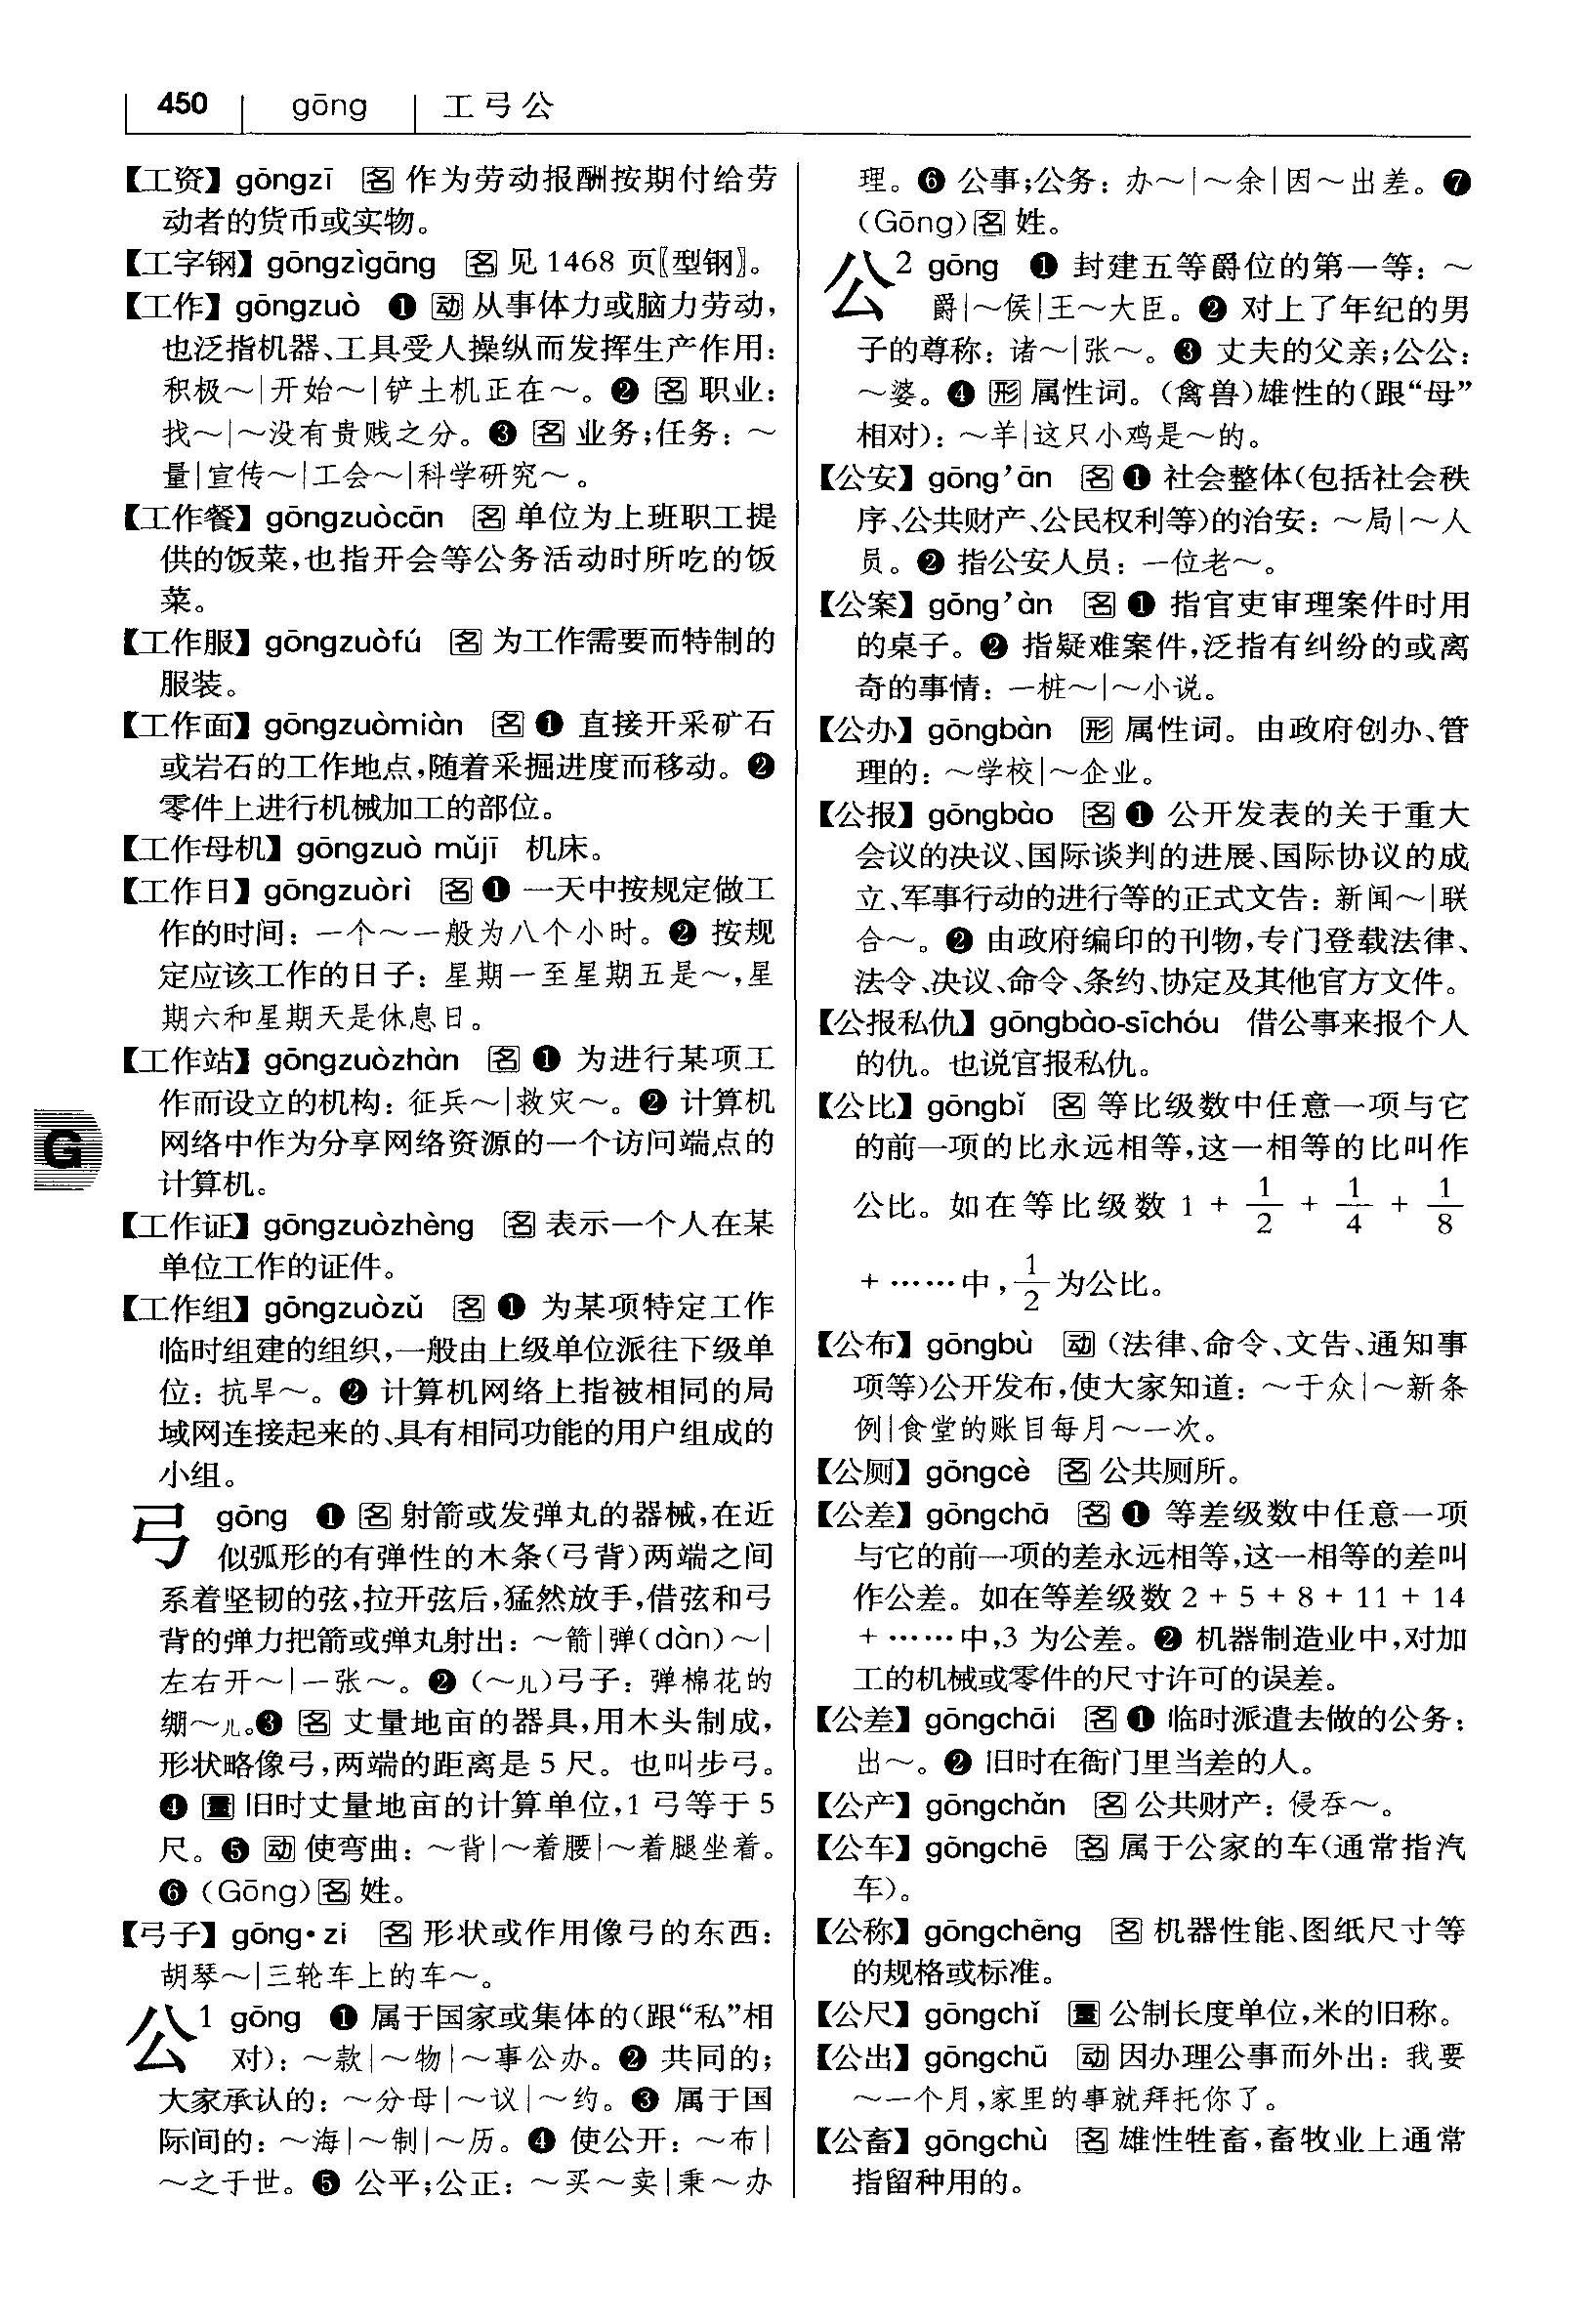 450 gōng 工弓公
【工资】gōngzī 名 作为劳动报酬按期付给劳
动者的货币或实物。
【工字钢】gōngzìgāng 名 见 1468 页〖型钢〗。
【工作】gōngzuò ❶ 动 从事体力或脑力劳动,
也泛指机器、工具受人操纵而发挥生产作用:
积极～|开始～|铲土机正在～。❷ 名 职业:
找～|～没有贵贱之分。❸ 名 业务;任务: ～
量|宣传～|工会～|科学研究～。
【工作餐】gōngzuòcān 名 单位为上班职工提
供的饭菜,也指开会等公务活动时所吃的饭
菜。
【工作服】gōngzuòfú 名 为工作需要而特制的
服装。
【工作面】gōngzuòmiàn 名 ❶ 直接开采矿石
或岩石的工作地点,随着采掘进度而移动。❷
零件上进行机械加工的部位。
【工作母机】gōngzuò mǔjī 机床。
【工作日】gōngzuòrì 名 ❶ 一天中按规定做工
作的时间: 一个～一般为八个小时。❷ 按规
定应该工作的日子: 星期一至星期五是～,星
期六和星期天是休息日。
【工作站】gōngzuòzhàn 名 ❶ 为进行某项工
作而设立的机构: 征兵～|救灾～。❷ 计算机
网络中作为分享网络资源的一个访问端点的
计算机。
【工作证】gōngzuòzhèng 名 表示一个人在某
单位工作的证件。
【工作组】gōngzuòzǔ 名 ❶ 为某项特定工作
临时组建的组织,一般由上级单位派往下级单
位: 抗旱～。❷ 计算机网络上指被相同的局
域网连接起来的、具有相同功能的用户组成的
小组。
弓 gōng ❶ 名 射箭或发弹丸的器械,在近
似弧形的有弹性的木条(弓背)两端之间
系着坚韧的弦,拉开弦后,猛然放手,借弦和弓
背的弹力把箭或弹丸射出: ～箭|弹(dàn)～|
左右开～|一张～。❷ (～儿)弓子: 弹棉花的
绷～儿。❸ 名 丈量地亩的器具,用木头制成,
形状略像弓,两端的距离是 5 尺。也叫步弓。
❹ 量 旧时丈量地亩的计算单位,1 弓等于 5
尺。❺ 动 使弯曲: ～背|～着腰|～着腿坐着。
❻ (Gōng)名 姓。
【弓子】gōng·zi 名 形状或作用像弓的东西:
胡琴～|三轮车上的车～。
公1 gōng ❶ 属于国家或集体的(跟“私”相
对): ～款|～物|～事公办。❷ 共同的;
大家承认的: ～分母|～议|～约。❸ 属于国
际间的: ～海|～制|～历。❹ 使公开: ～布|
～之于世。❺ 公平;公正: ～买～卖|秉～办
理。❻ 公事;公务: 办～|～余|因～出差。❼
(Gōng)名 姓。
公2 gōng ❶ 封建五等爵位的第一等: ～
爵|～侯|王～大臣。❷ 对上了年纪的男
子的尊称: 诸～|张～。❸ 丈夫的父亲;公公:
～婆。❹ 形 属性词。(禽兽)雄性的(跟“母”
相对): ～羊|这只小鸡是～的。
【公安】gōng’ān 名 ❶ 社会整体(包括社会秩
序、公共财产、公民权利等)的治安: ～局|～人
员。❷ 指公安人员: 一位老～。
【公案】gōng’àn 名 ❶ 指官吏审理案件时用
的桌子。❷ 指疑难案件,泛指有纠纷的或离
奇的事情: 一桩～|～小说。
【公办】gōngbàn 形 属性词。由政府创办、管
理的: ～学校|～企业。
【公报】gōngbào 名 ❶ 公开发表的关于重大
会议的决议、国际谈判的进展、国际协议的成
立、军事行动的进行等的正式文告: 新闻～|联
合～。❷ 由政府编印的刊物,专门登载法律、
法令、决议、命令、条约、协定及其他官方文件。
【公报私仇】gōngbào-sīchóu 借公事来报个人
的仇。也说官报私仇。
【公比】gōngbǐ 名 等比级数中任意一项与它
的前一项的比永远相等,这一相等的比叫作
公比。如在等比级数 1 + 1/2 + 1/4 + 1/8
+ ……中, 1/2 为公比。
【公布】gōngbù 动 (法律、命令、文告、通知事
项等)公开发布,使大家知道: ～于众|～新条
例|食堂的账目每月～一次。
【公厕】gōngcè 名 公共厕所。
【公差】gōngchā 名 ❶ 等差级数中任意一项
与它的前一项的差永远相等,这一相等的差叫
作公差。如在等差级数 2 + 5 + 8 + 11 + 14
+ ……中,3 为公差。❷ 机器制造业中,对加
工的机械或零件的尺寸许可的误差。
【公差】gōngchāi 名 ❶ 临时派遣去做的公务:
出～。❷ 旧时在衙门里当差的人。
【公产】gōngchǎn 名 公共财产: 侵吞～。
【公车】gōngchē 名 属于公家的车(通常指汽
车)。
【公称】gōngchēng 名 机器性能、图纸尺寸等
的规格或标准。
【公尺】gōngchǐ 量 公制长度单位,米的旧称。
【公出】gōngchū 动 因办理公事而外出: 我要
～一个月,家里的事就拜托你了。
【公畜】gōngchù 名 雄性牲畜,畜牧业上通常
指留种用的。
G